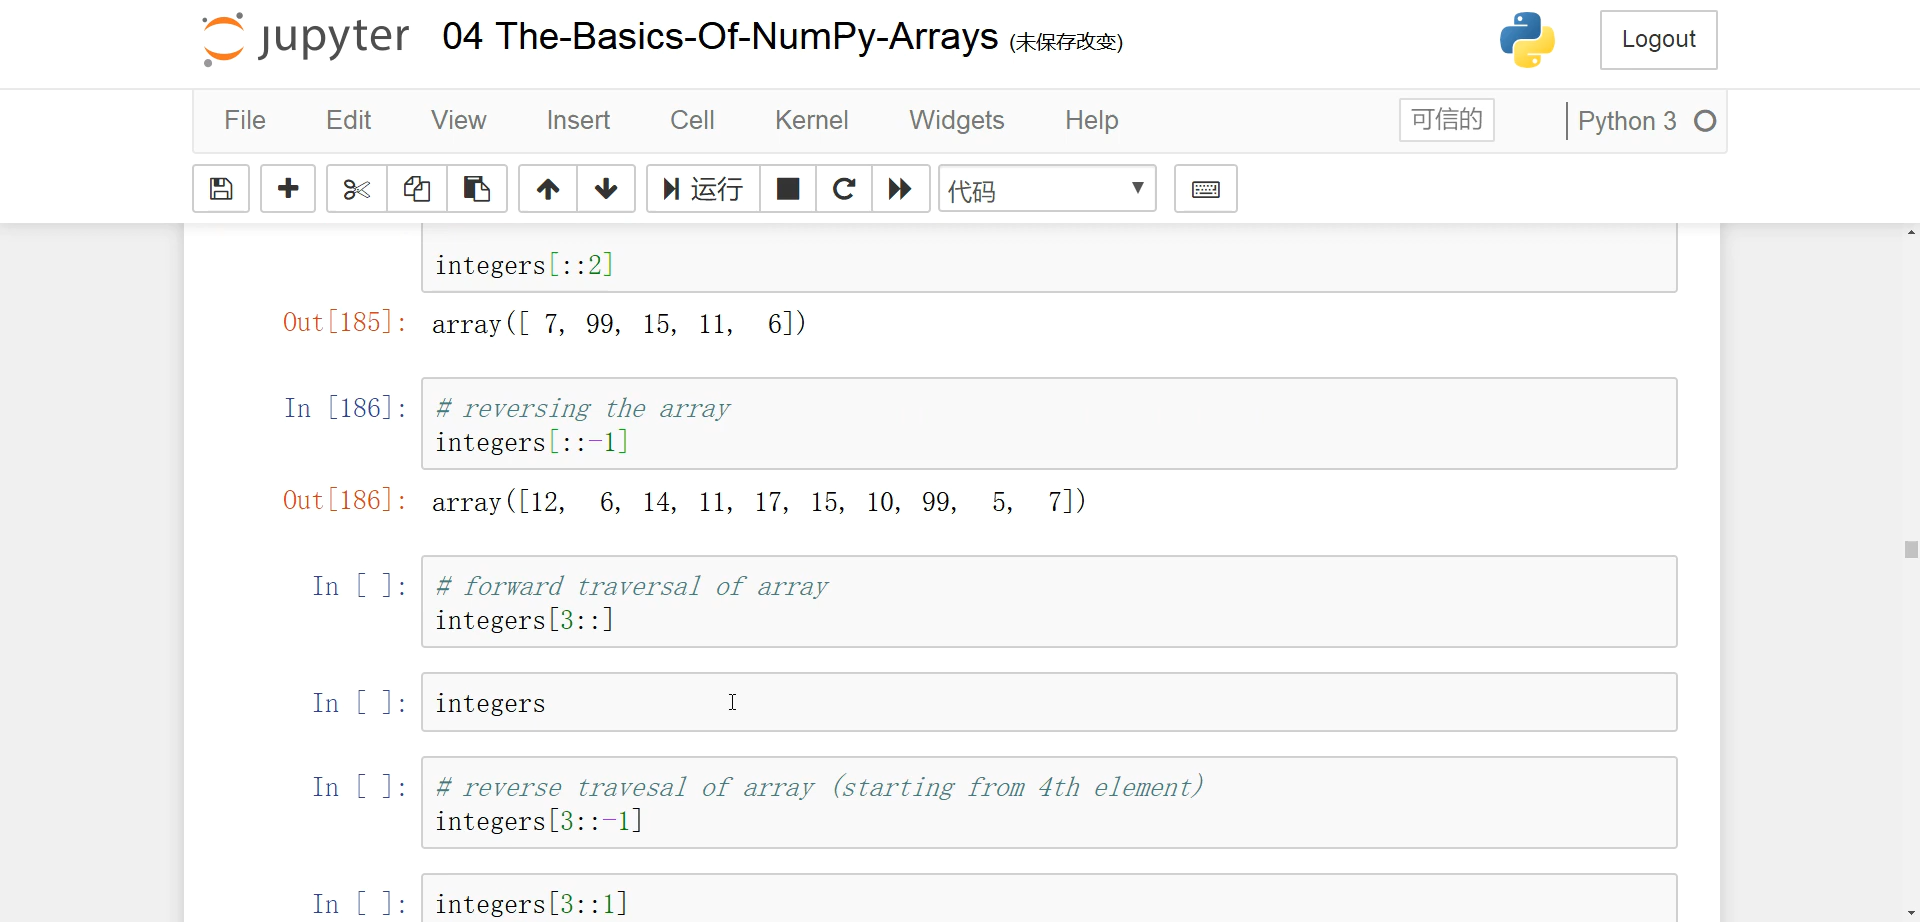 jupyter 04 The-Basics-Of-NumPy-Arrays (未保存改变) Logout
File Edit View Insert Cell Kernel Widgets Help 可信的 Python 3
运行 代码
integers[::2]
Out[185]: array([ 7, 99, 15, 11,  6])
In [186]: # reversing the array
integers[::-1]
Out[186]: array([12,  6, 14, 11, 17, 15, 10, 99,  5,  7])
In [ ]: # forward traversal of array
integers[3::]
In [ ]: integers
In [ ]: # reverse travesal of array (starting from 4th element)
integers[3::-1]
In [ ]: integers[3::1]